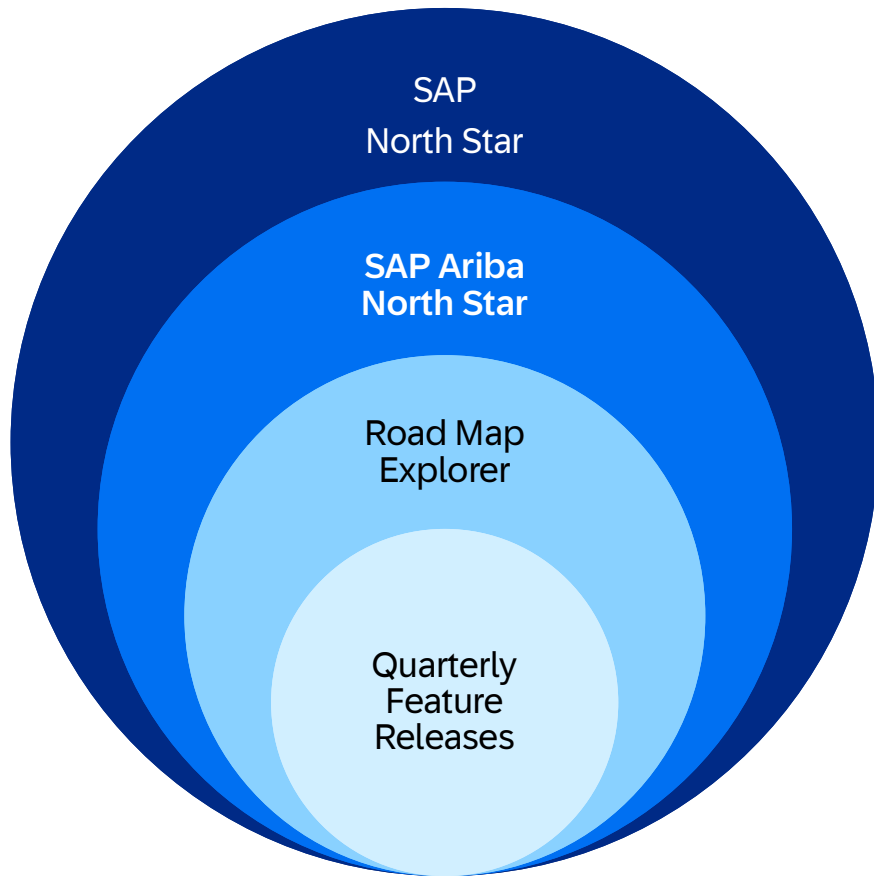 SAP
North Star
SAP Ariba
North Star
Road Map
Explorer
Quarterly
Feature
Releases